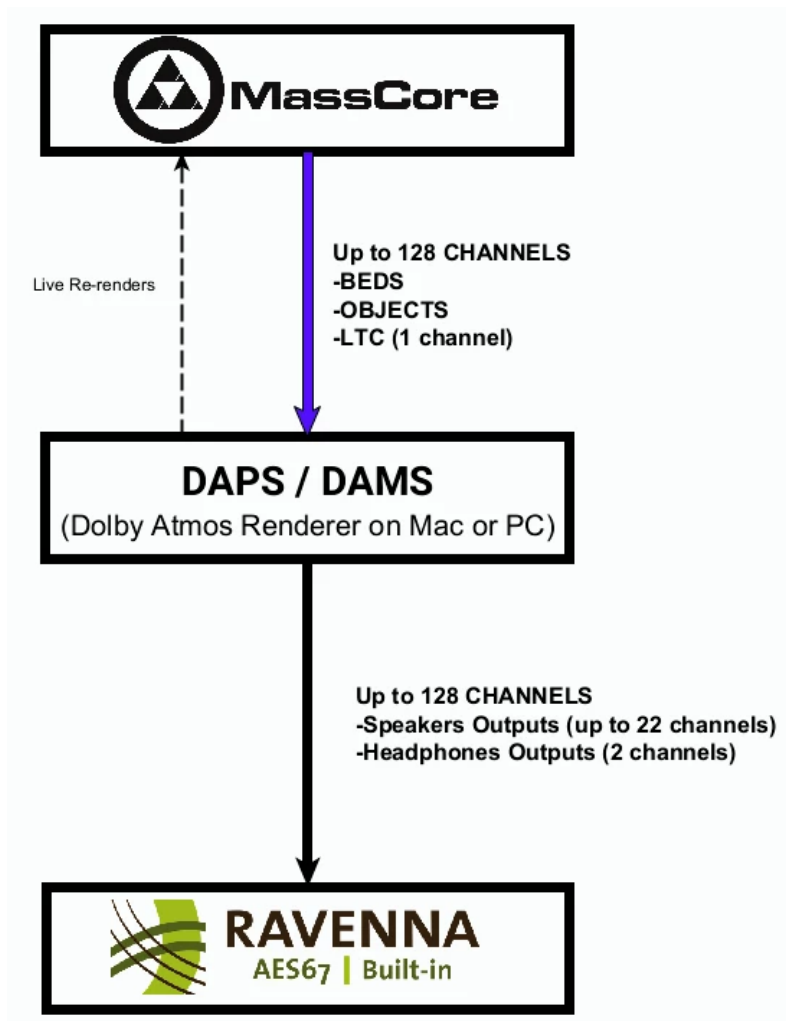 MassCore
Live Re-renders
Up to 128 CHANNELS
-BEDS
-OBJECTS
-LTC (1 channel)
DAPS / DAMS
(Dolby Atmos Renderer on Mac or PC)
Up to 128 CHANNELS
-Speakers Outputs (up to 22 channels)
-Headphones Outputs (2 channels)
RAVENNA
AES67 | Built-in